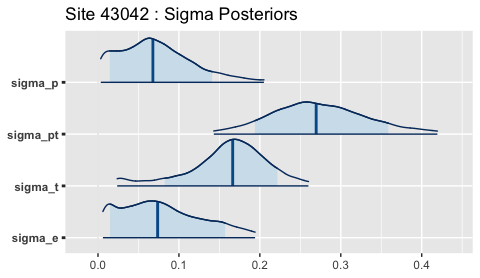 Site 43042 : Sigma Posteriors
sigma_p
sigma_pt
sigma_t
sigma_e
0.0 0.1 0.2 0.3 0.4